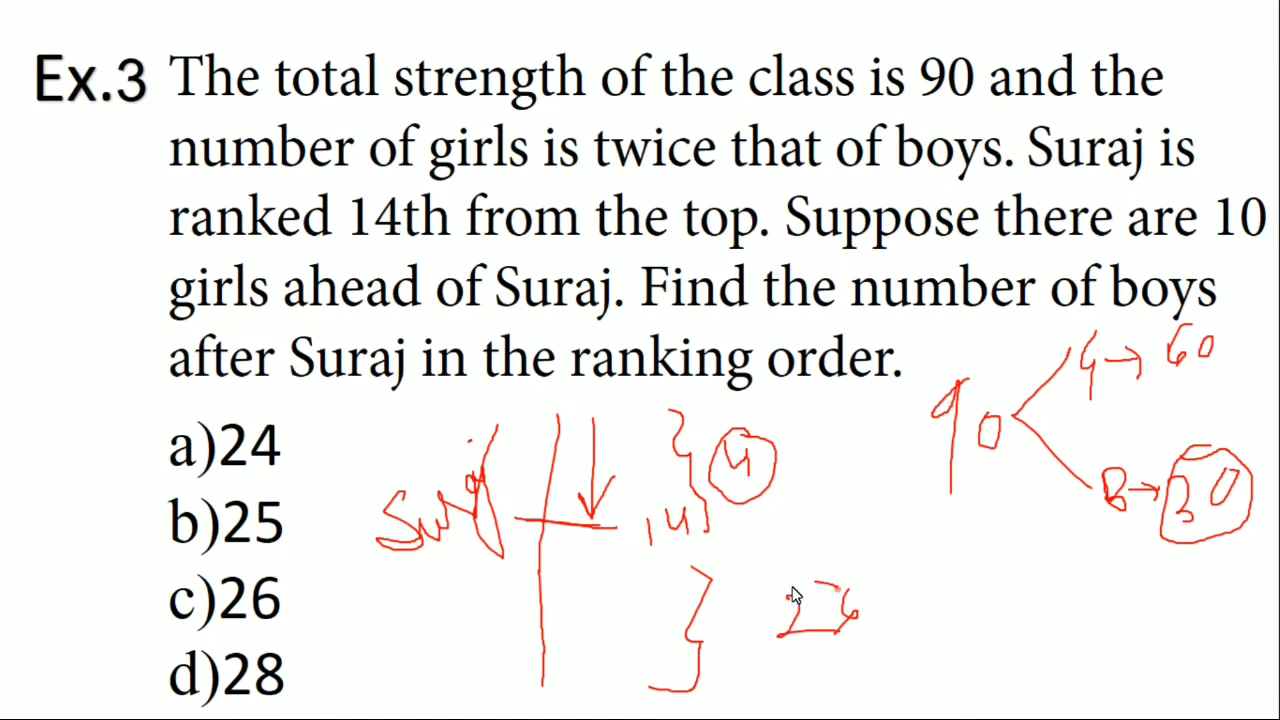 Ex.3 The total strength of the class is 90 and the
number of girls is twice that of boys. Suraj is
ranked 14th from the top. Suppose there are 10
girls ahead of Suraj. Find the number of boys
after Suraj in the ranking order.
G → 60
90
B → 30
a)24
b)25
c)26
d)28
Suraj
14
4
26